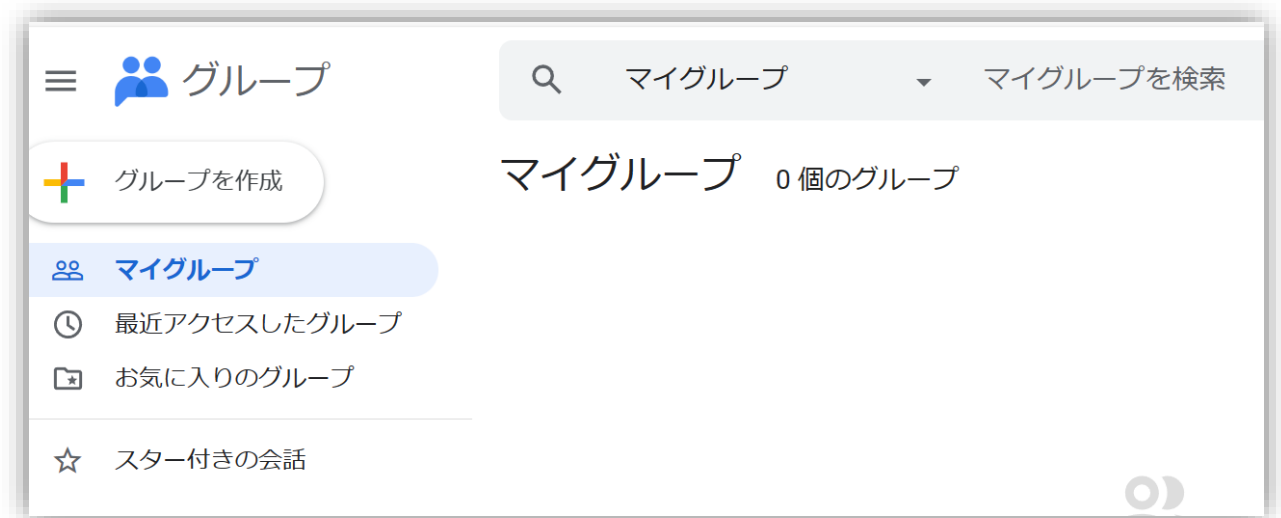 グループ
マイグループ マイグループを検索
グループを作成
マイグループ 0 個のグループ
マイグループ
最近アクセスしたグループ
お気に入りのグループ
スター付きの会話